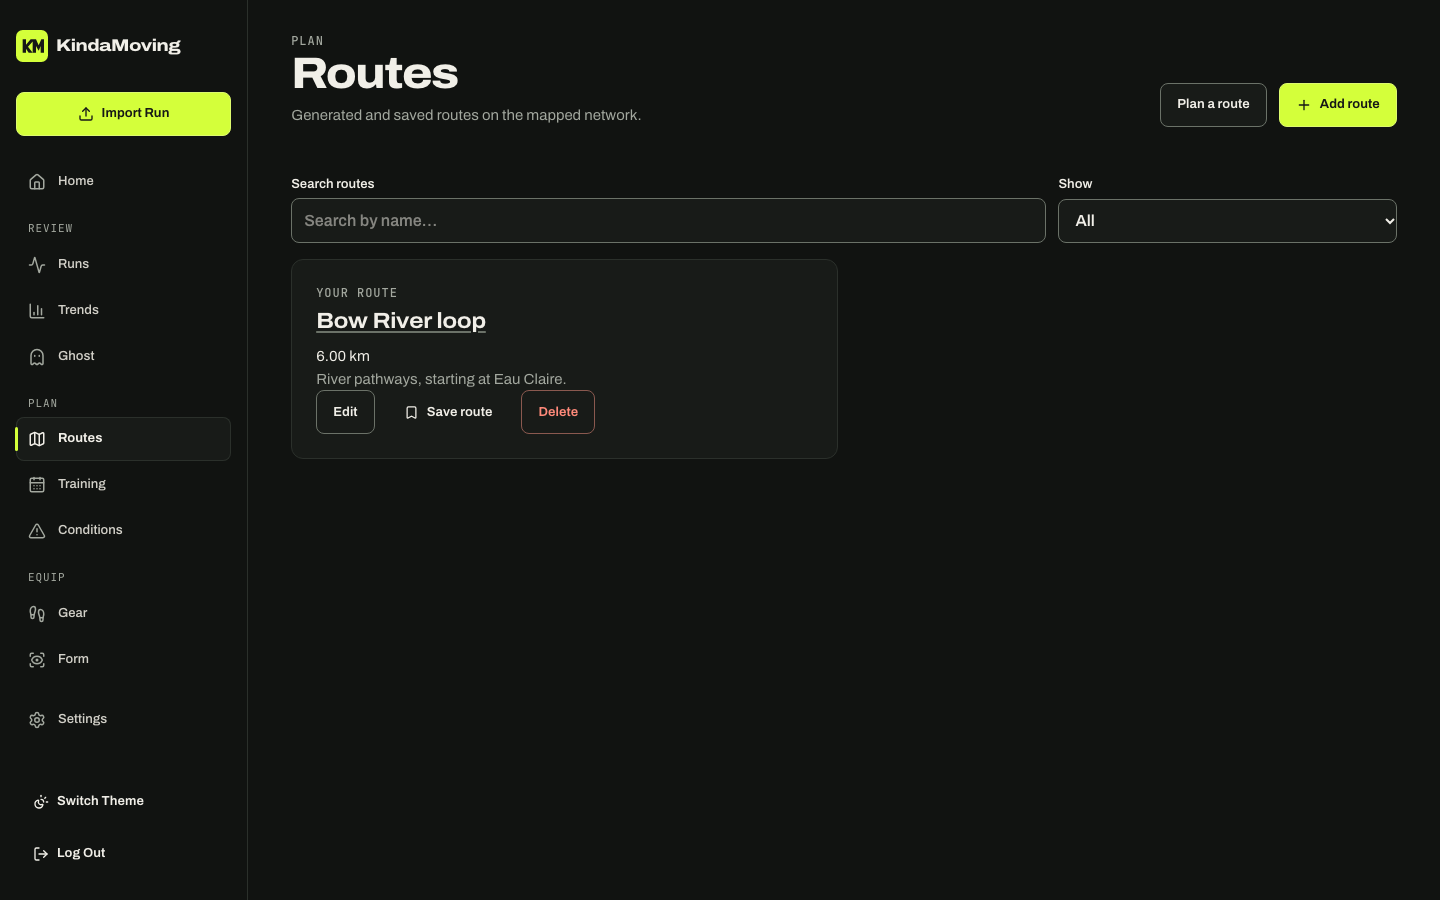 KM KindaMoving
Import Run
Home
REVIEW
Runs
Trends
Ghost
PLAN
Routes
Training
Conditions
EQUIP
Gear
Form
Settings
Switch Theme
Log Out
PLAN
Routes
Generated and saved routes on the mapped network.
Plan a route
Add route
Search routes
Search by name...
Show
All
YOUR ROUTE
Bow River loop
6.00 km
River pathways, starting at Eau Claire.
Edit
Save route
Delete